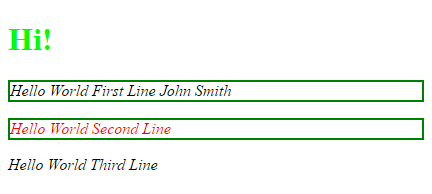 Hi!
Hello World First Line John Smith
Hello World Second Line
Hello World Third Line